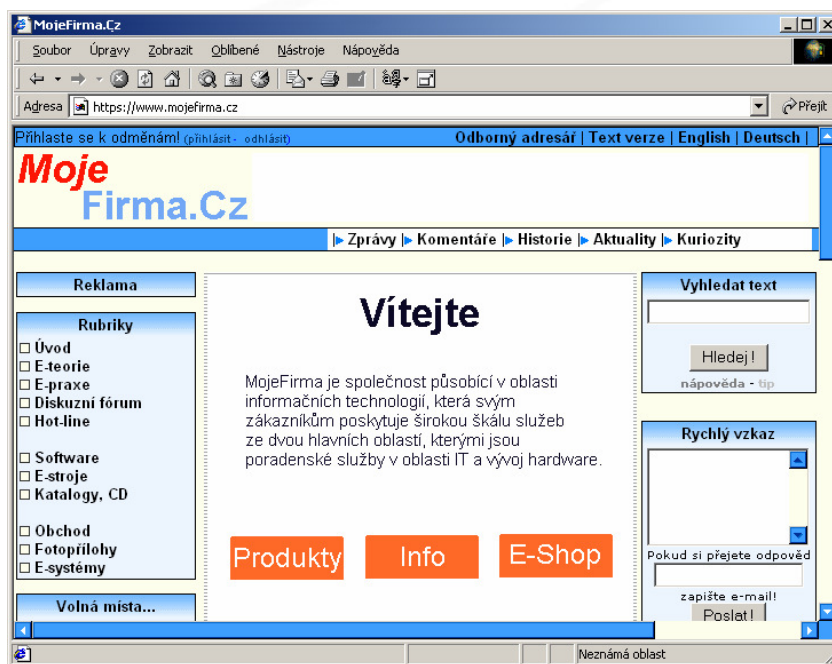 MojeFirma.Cz
Soubor Úpravy Zobrazit Oblíbené Nástroje Nápověda
Adresa https://www.mojefirma.cz Přejít
Přihlaste se k odměnám! (přihlásit - odhlásit) Odborný adresář | Text verze | English | Deutsch |
Moje
Firma.Cz
| Zprávy | Komentáře | Historie | Aktuality | Kuriozity
Reklama
Rubriky
Úvod
E-teorie
E-praxe
Diskuzní fórum
Hot-line
Software
E-stroje
Katalogy, CD
Obchod
Fotopřílohy
E-systémy
Volná místa...
Vítejte
MojeFirma je společnost působící v oblasti
informačních technologií, která svým
zákazníkům poskytuje širokou škálu služeb
ze dvou hlavních oblastí, kterými jsou
poradenské služby v oblasti IT a vývoj hardware.
Produkty Info E-Shop
Vyhledat text
Hledej!
nápověda - tip
Rychlý vzkaz
Pokud si přejete odpověd
zapište e-mail!
Poslat!
Neznámá oblast